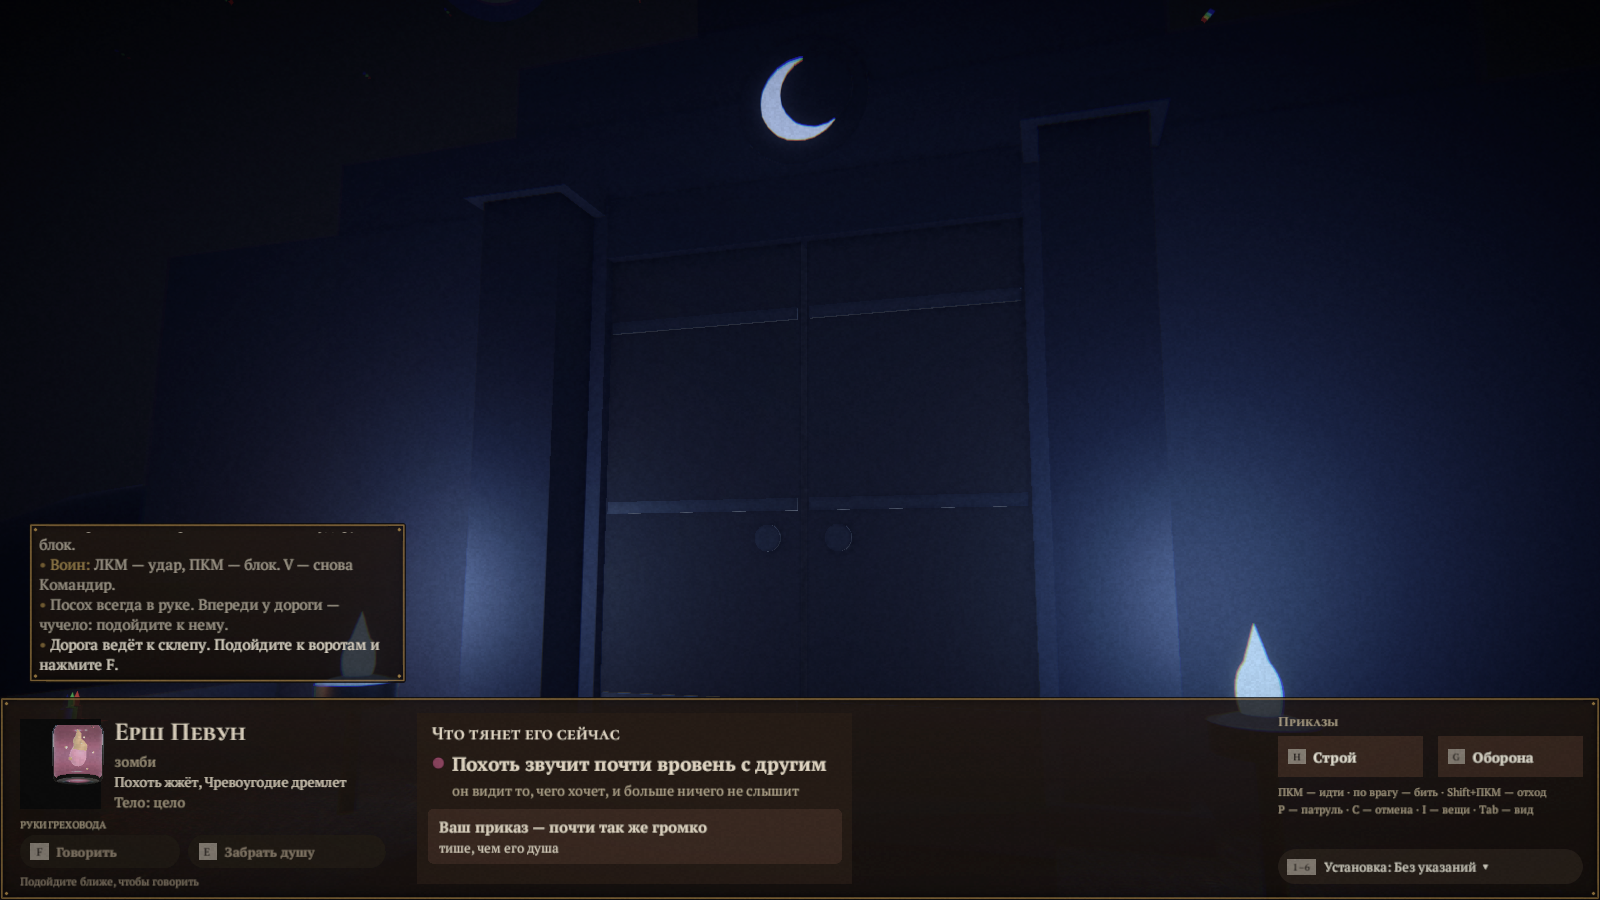 блок.
• Воин: ЛКМ — удар, ПКМ — блок. V — снова
Командир.
• Посох всегда в руке. Впереди у дороги —
чучело: подойдите к нему.
• Дорога ведёт к склепу. Подойдите к воротам и
нажмите F.
Ерш Певун
зомби
Похоть жжёт, Чревоугодие дремлет
Тело: цело
РУКИ ГРЕХОВОДА
F Говорить
E Забрать душу
Подойдите ближе, чтобы говорить
Что тянет его сейчас
Похоть звучит почти вровень с другим
он видит то, чего хочет, и больше ничего не слышит
Ваш приказ — почти так же громко
тише, чем его душа
Приказы
H Строй
G Оборона
ПКМ — идти · по врагу — бить · Shift+ПКМ — отход
P — патруль · C — отмена · I — вещи · Tab — вид
1–6 Установка: Без указаний ▾